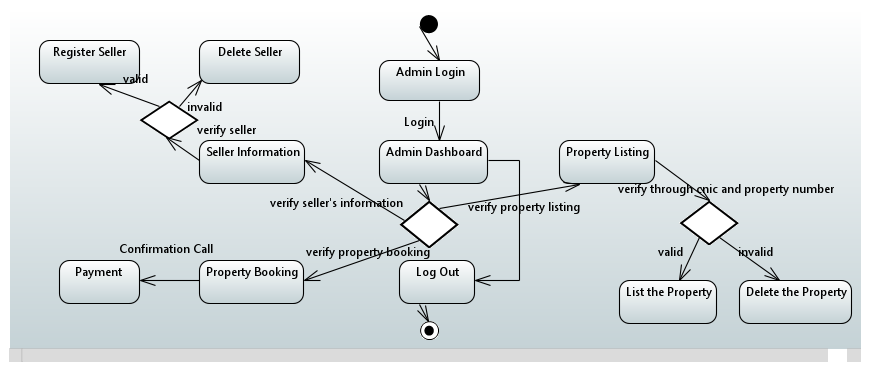 Register Seller
Delete Seller
Admin Login
valid
invalid
Login
verify seller
Seller Information
Admin Dashboard
Property Listing
verify through cnic and property number
verify seller's information
verify property listing
Confirmation Call
verify property booking
valid
invalid
Payment
Property Booking
Log Out
List the Property
Delete the Property